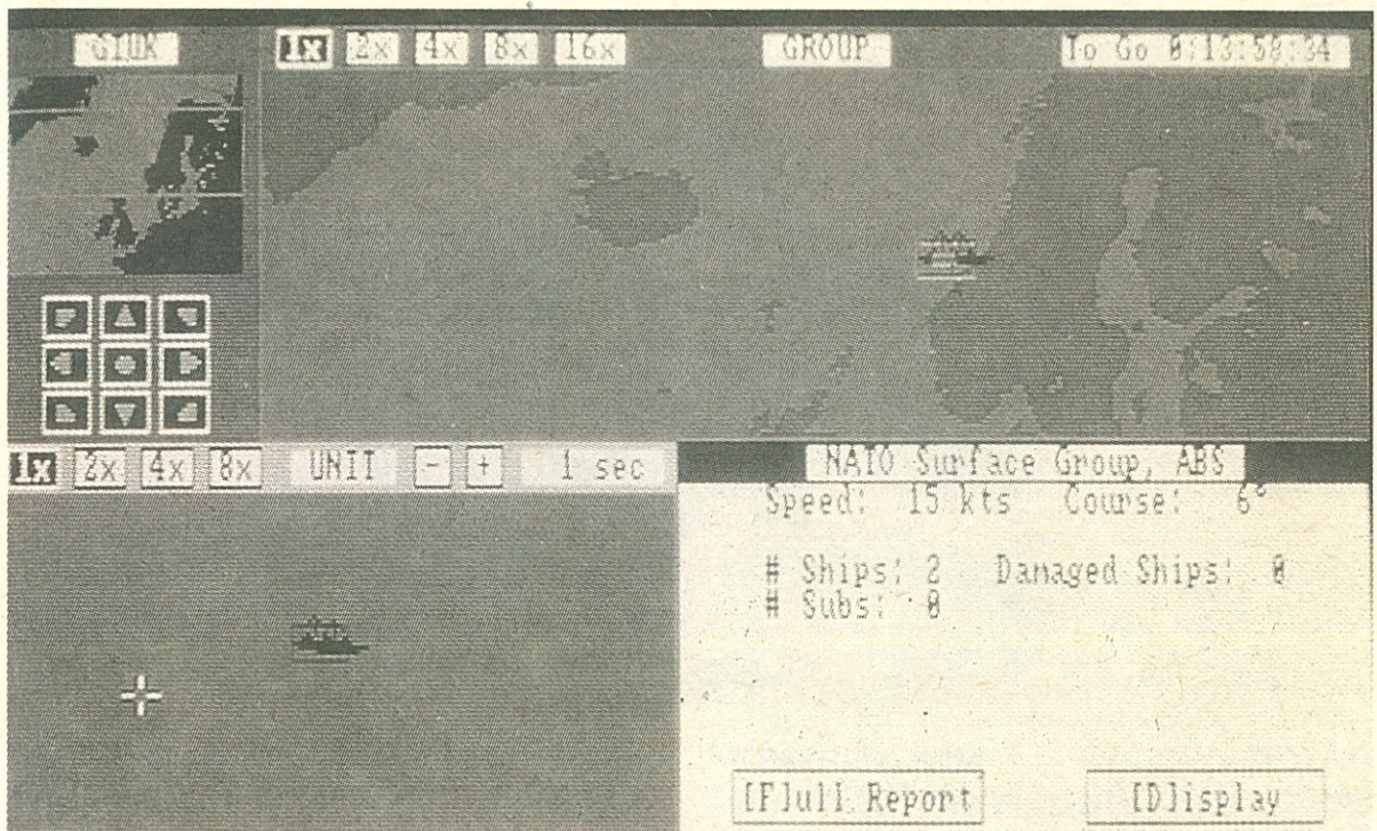 GIUK
1x 2x 4x 8x 16x
GROUP
To Go 0:13:58:34
1x 2x 4x 8x
UNIT
- +
1 sec
NATO Surface Group, ABS
Speed: 15 kts Course: 6°
# Ships: 2 Damaged Ships: 0
# Subs: 0
[F]ull Report
[D]isplay